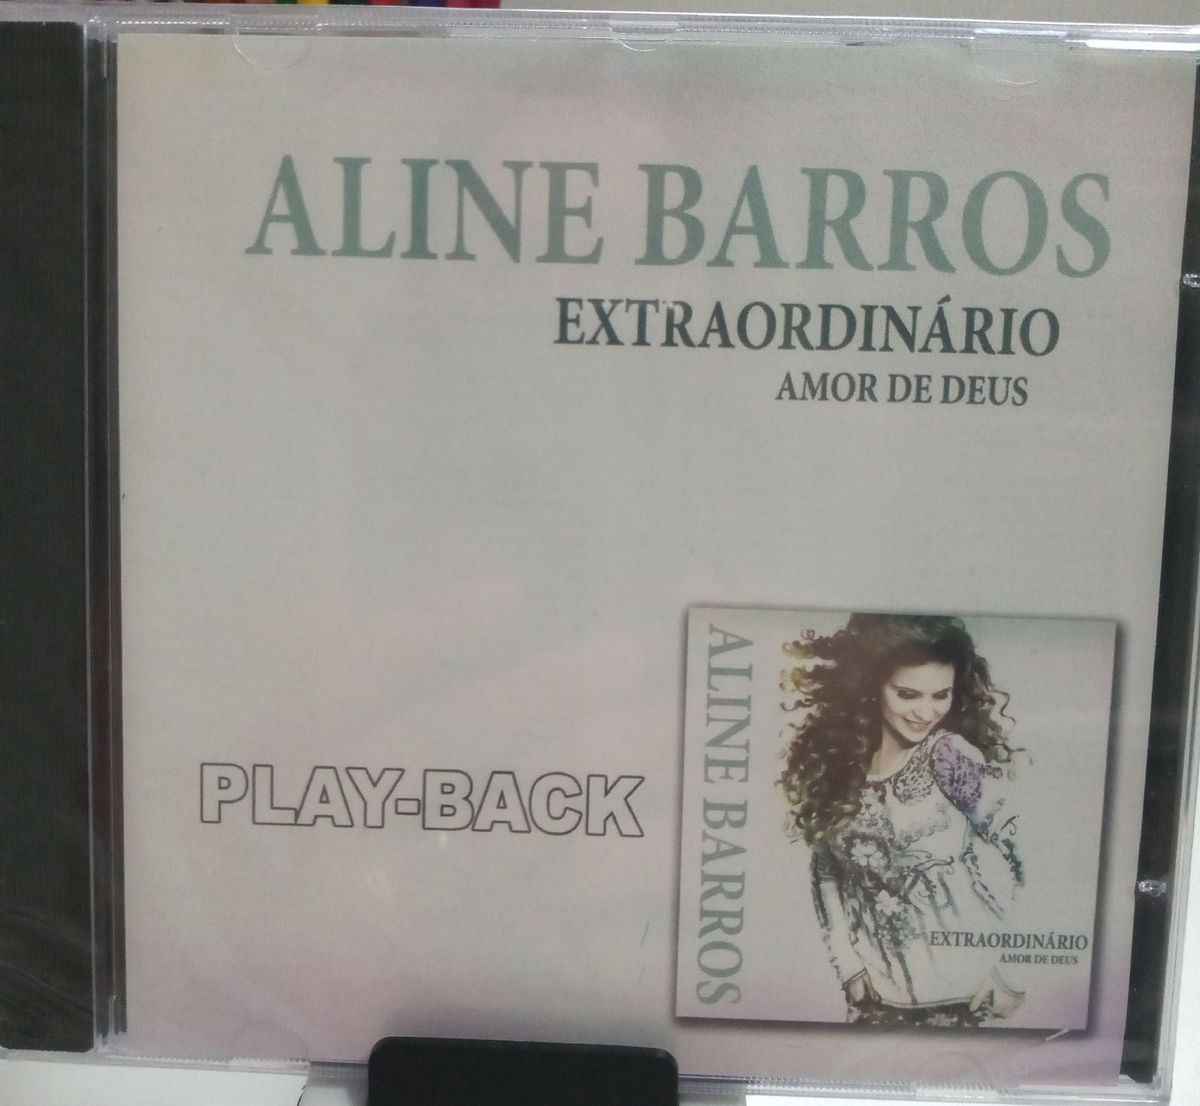 ALINE BARROS
EXTRAORDINÁRIO
AMOR DE DEUS
PLAY-BACK
ALINE BARROS
EXTRAORDINÁRIO
AMOR DE DEUS